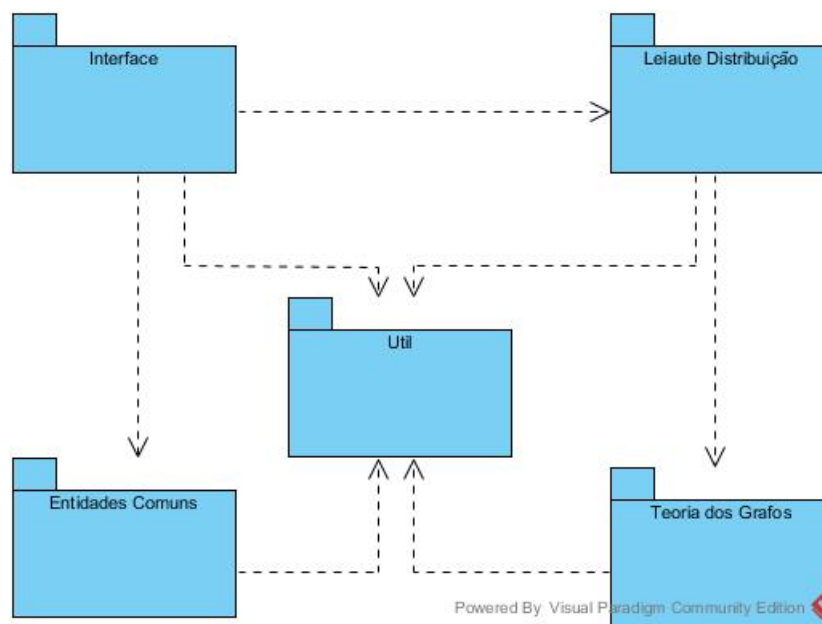 Interface
Leiaute Distribuição
Util
Entidades Comuns
Teoria dos Grafos
Powered By Visual Paradigm Community Edition